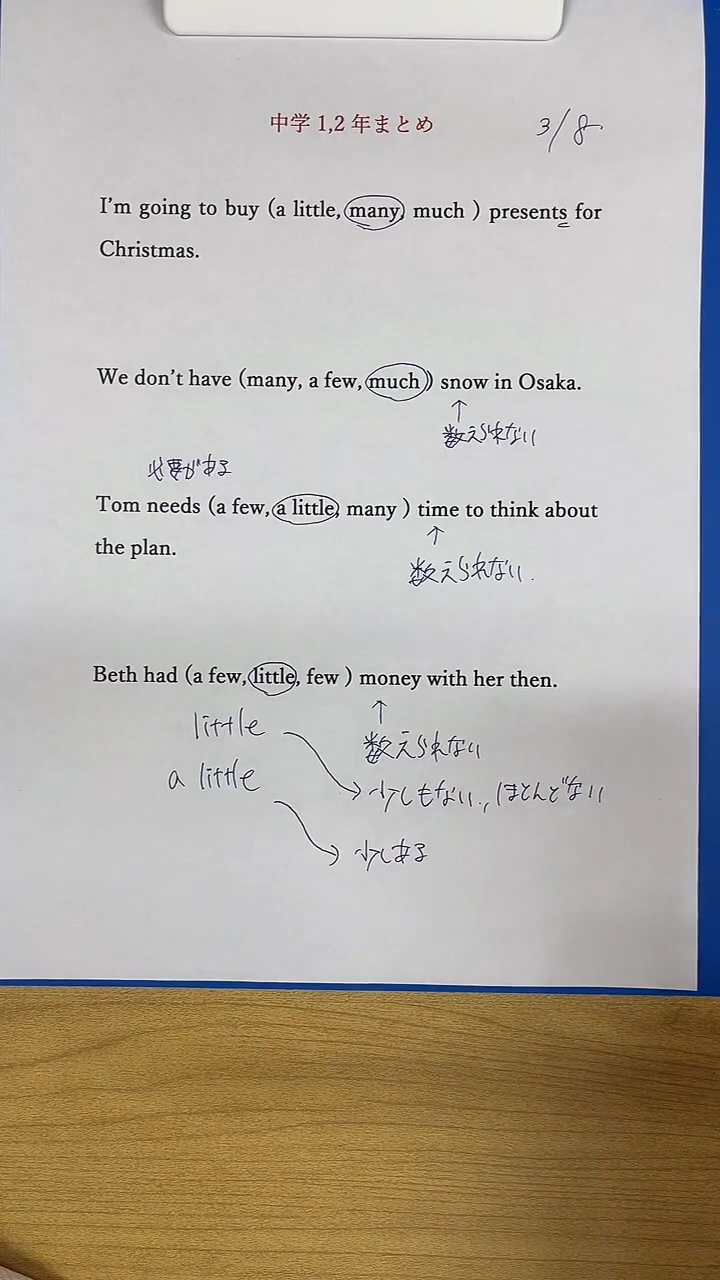 中学 1,2 年まとめ 3/8
I'm going to buy (a little, many, much ) presents for
Christmas.
We don't have (many, a few, much ) snow in Osaka.
↑
数えられない
必要がある
Tom needs (a few, a little, many ) time to think about
↑
the plan.
数えられない.
Beth had (a few, little, few ) money with her then.
↑
little
数えられない
a little
少しもない, ほとんどない
少しある